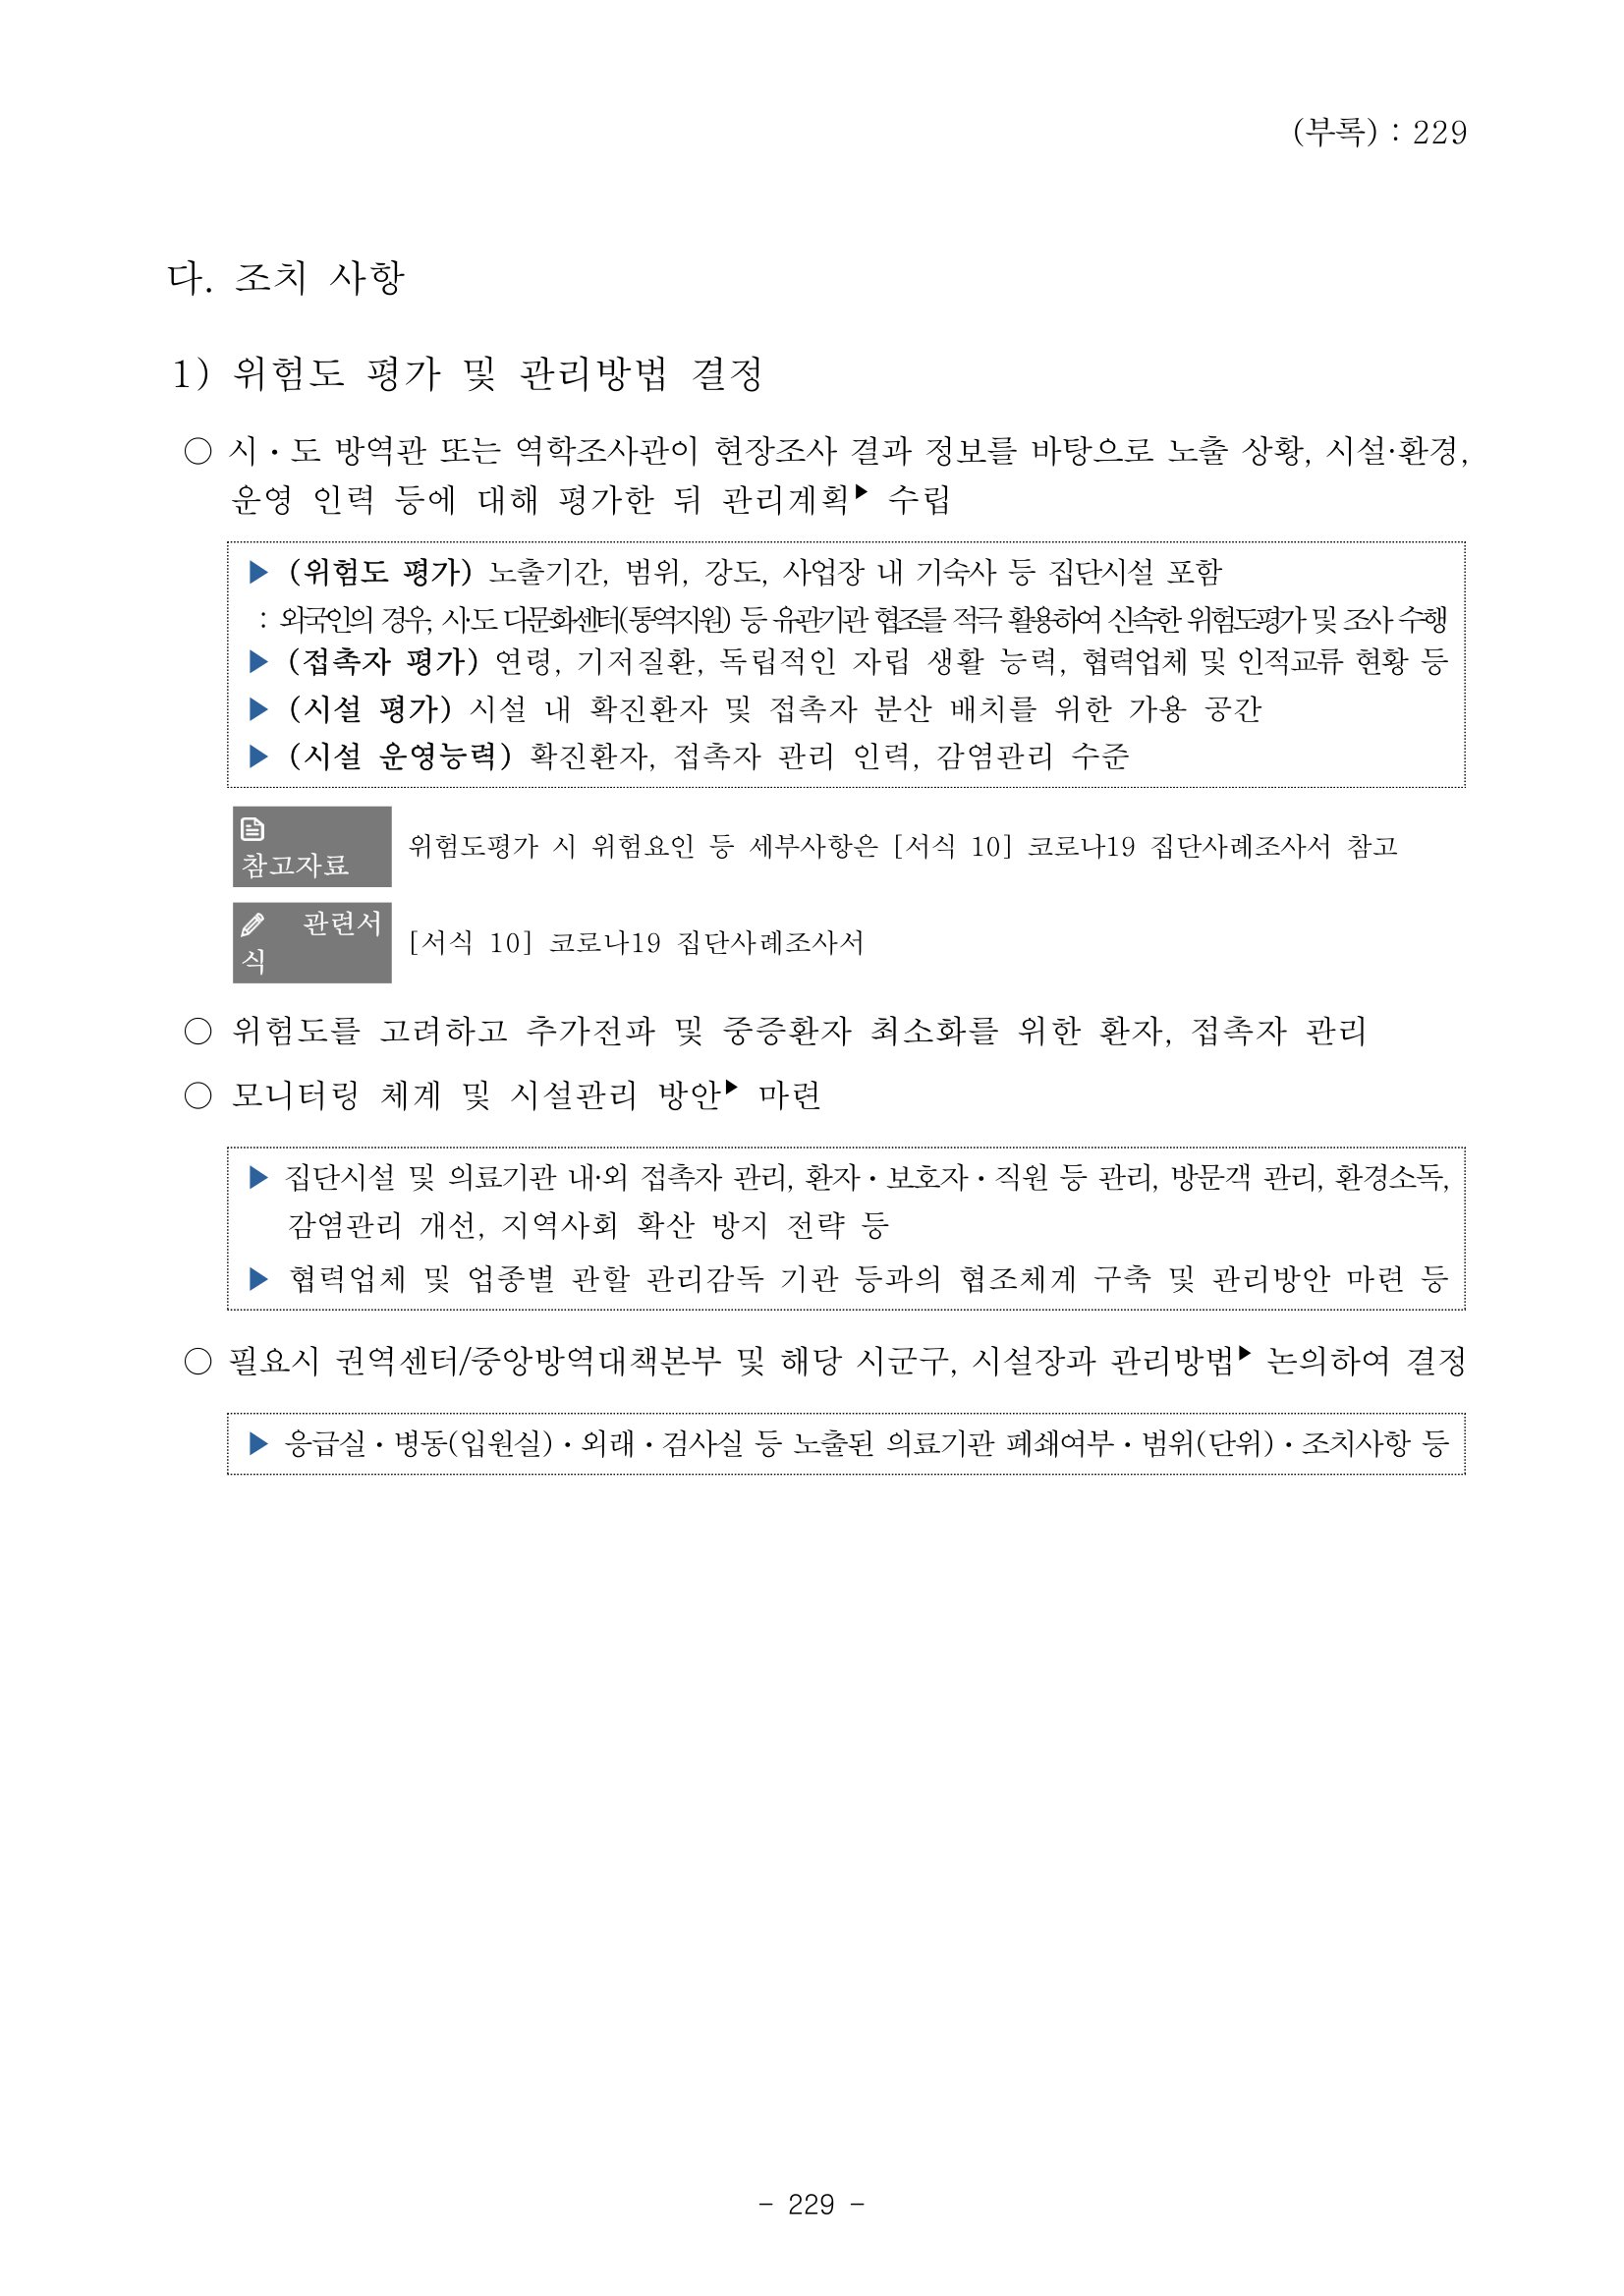 (부록) : 229
다. 조치 사항
1) 위험도 평가 및 관리방법 결정
○ 시・도 방역관 또는 역학조사관이 현장조사 결과 정보를 바탕으로 노출 상황, 시설·환경,
운영 인력 등에 대해 평가한 뒤 관리계획▶ 수립
▶ (위험도 평가) 노출기간, 범위, 강도, 사업장 내 기숙사 등 집단시설 포함
: 외국인의 경우, 시·도 다문화센터(통역지원) 등 유관기관 협조를 적극 활용하여 신속한 위험도평가 및 조사 수행
▶ (접촉자 평가) 연령, 기저질환, 독립적인 자립 생활 능력, 협력업체 및 인적교류 현황 등
▶ (시설 평가) 시설 내 확진환자 및 접촉자 분산 배치를 위한 가용 공간
▶ (시설 운영능력) 확진환자, 접촉자 관리 인력, 감염관리 수준
참고자료
위험도평가 시 위험요인 등 세부사항은 [서식 10] 코로나19 집단사례조사서 참고
관련서
식
[서식 10] 코로나19 집단사례조사서
○ 위험도를 고려하고 추가전파 및 중증환자 최소화를 위한 환자, 접촉자 관리
○ 모니터링 체계 및 시설관리 방안▶ 마련
▶ 집단시설 및 의료기관 내·외 접촉자 관리, 환자・보호자・직원 등 관리, 방문객 관리, 환경소독,
감염관리 개선, 지역사회 확산 방지 전략 등
▶ 협력업체 및 업종별 관할 관리감독 기관 등과의 협조체계 구축 및 관리방안 마련 등
○ 필요시 권역센터/중앙방역대책본부 및 해당 시군구, 시설장과 관리방법▶ 논의하여 결정
▶ 응급실・병동(입원실)・외래・검사실 등 노출된 의료기관 폐쇄여부・범위(단위)・조치사항 등
- 229 -